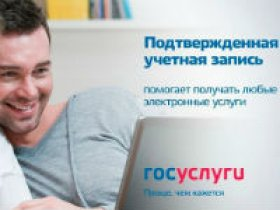 Подтвержденная
учетная запись
помогает получать любые
электронные услуги
госуслуги
Проще, чем кажется